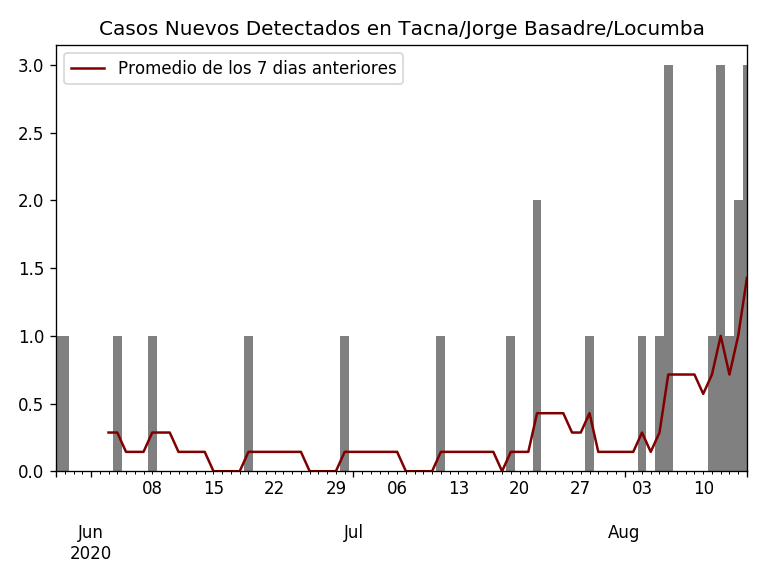 Casos Nuevos Detectados en Tacna/Jorge Basadre/Locumba
Promedio de los 7 dias anteriores
3.0
2.5
2.0
1.5
1.0
0.5
0.0
08 15 22 29 06 13 20 27 03 10
Jun Jul Aug
2020